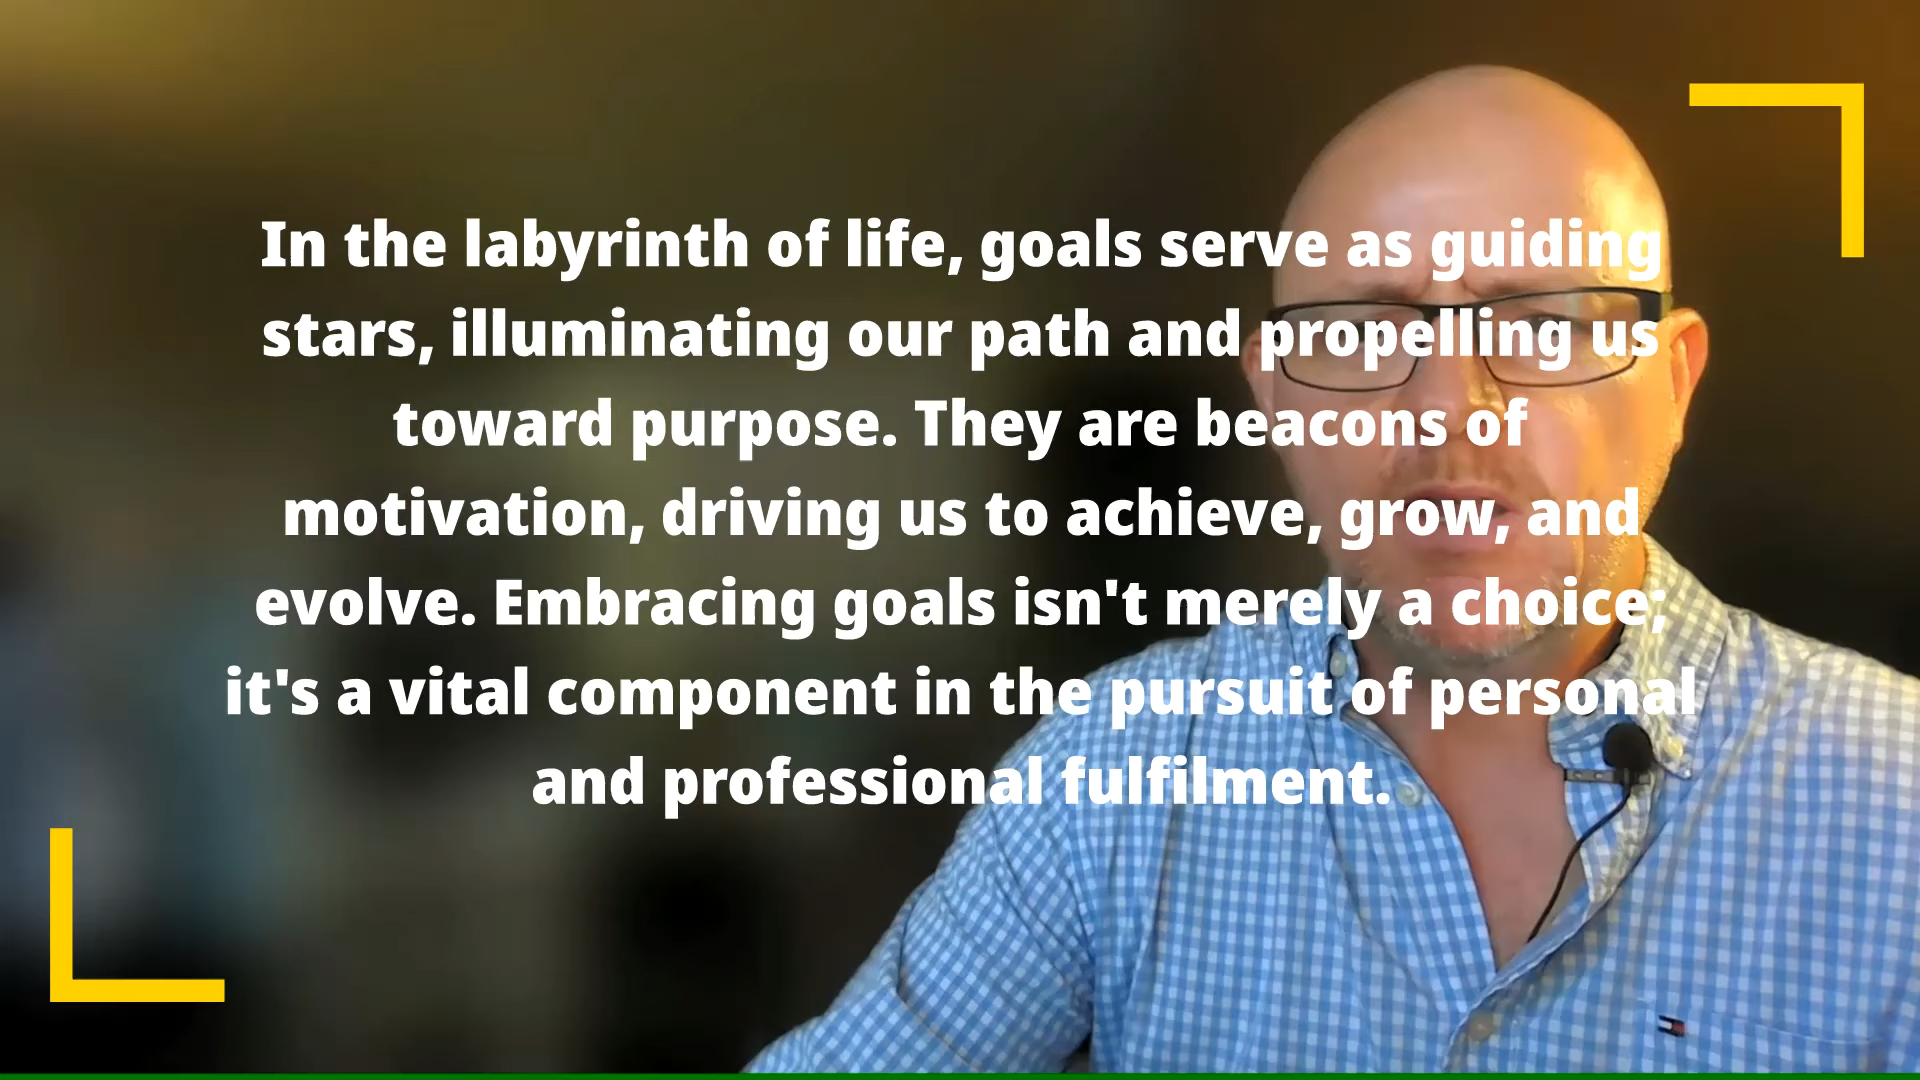 In the labyrinth of life, goals serve as guiding
stars, illuminating our path and propelling us
toward purpose. They are beacons of
motivation, driving us to achieve, grow, and
evolve. Embracing goals isn't merely a choice;
it's a vital component in the pursuit of personal
and professional fulfilment.